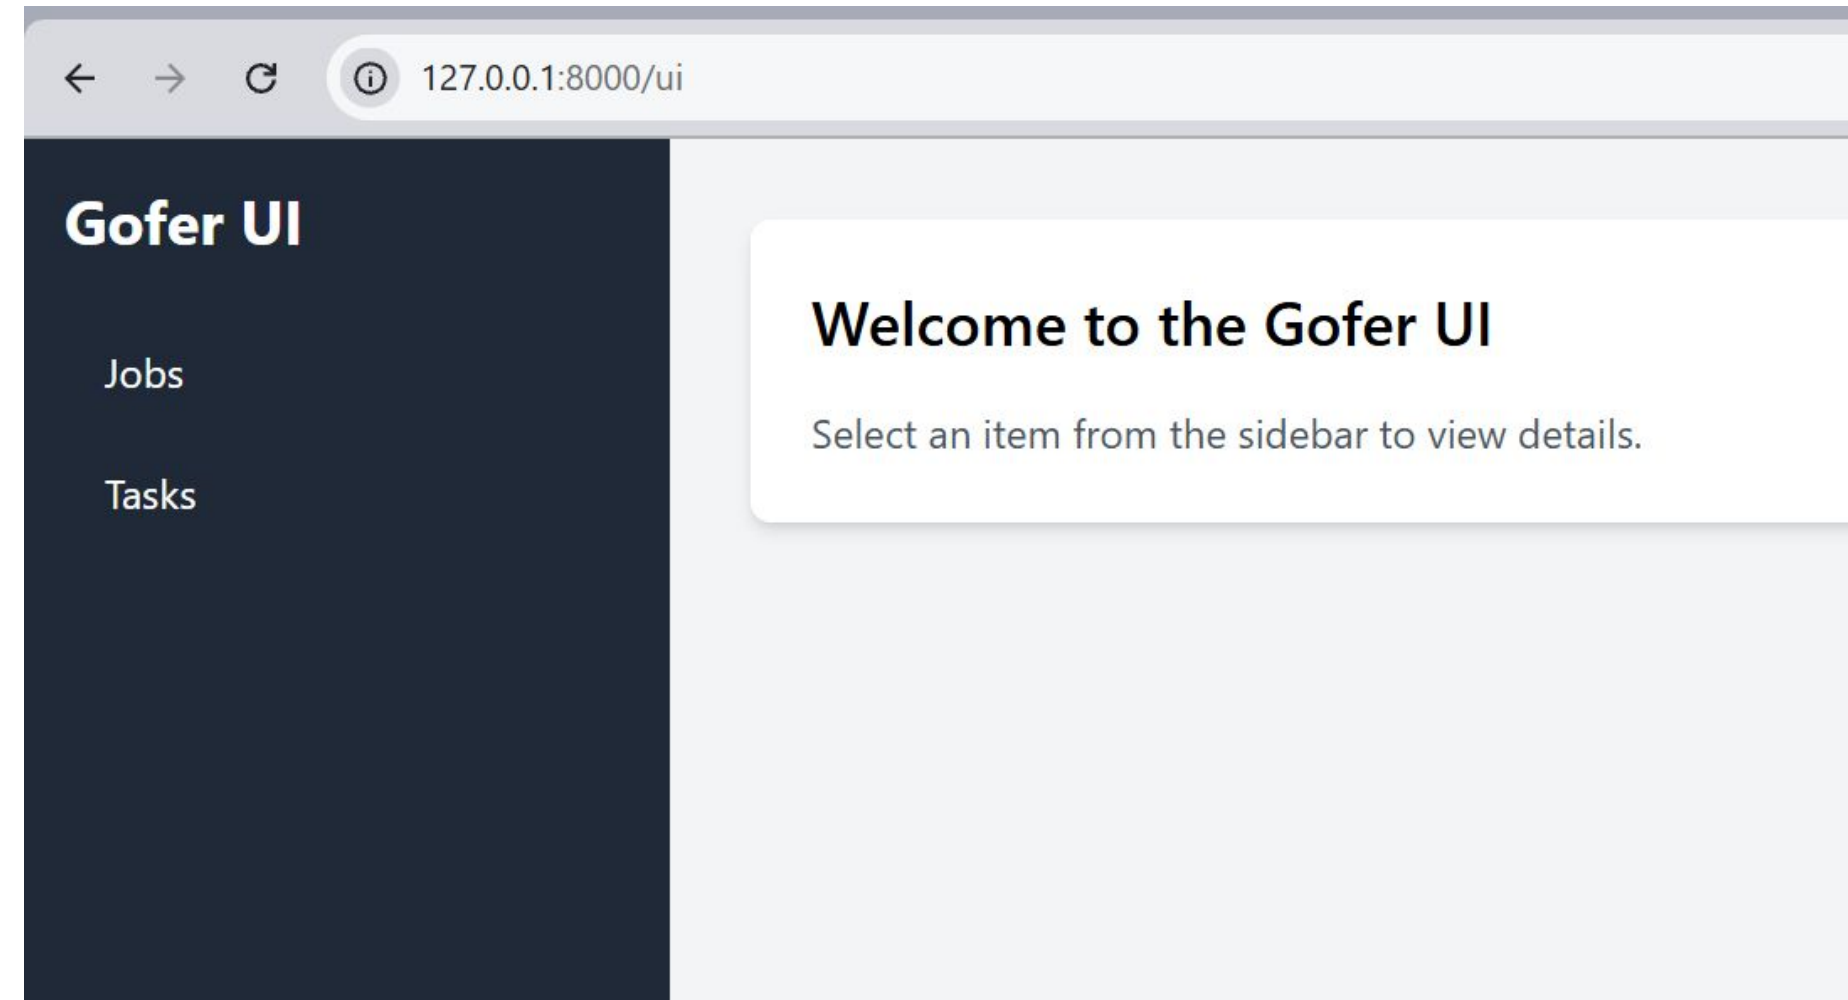 127.0.0.1:8000/ui
Gofer UI
Jobs
Tasks
Welcome to the Gofer UI
Select an item from the sidebar to view details.